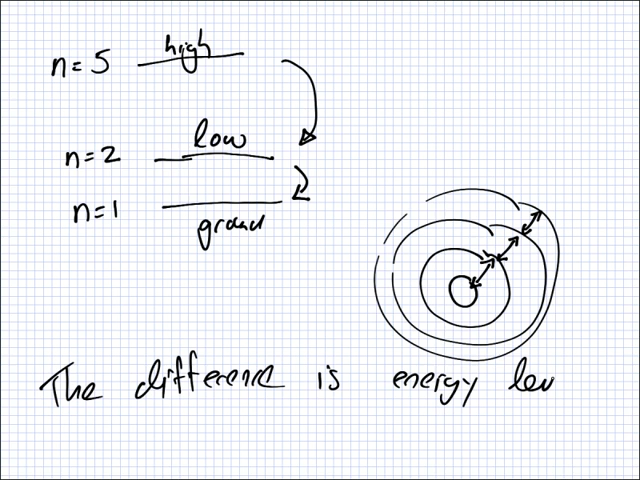 n=5 high
low
n=2
n=1
ground
The difference is energy lev